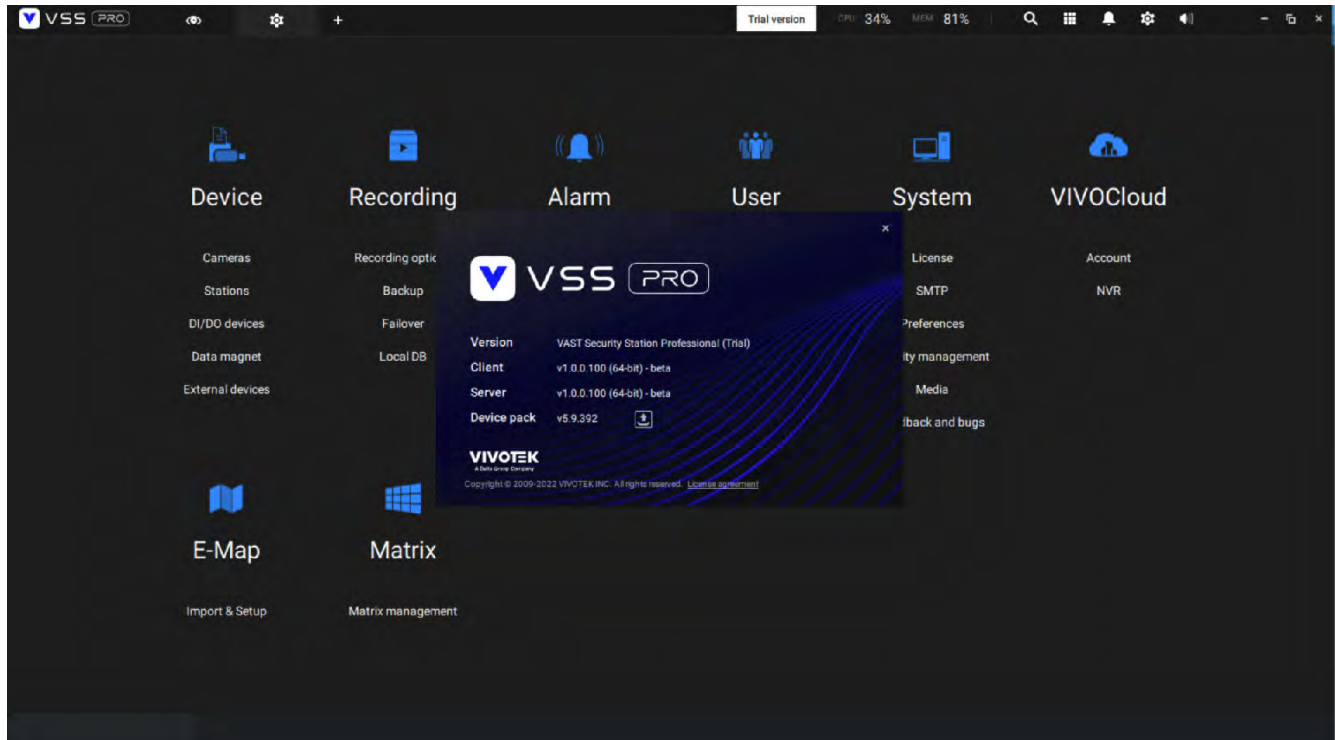 VSS PRO
Trial version
CPU 34%
MEM 81%
Device
Recording
Alarm
User
System
VIVOCloud
Cameras
Recording optic
License
Account
Stations
Backup
SMTP
NVR
DI/DO devices
Failover
Preferences
Data magnet
Local DB
ity management
External devices
Media
dback and bugs
VSS PRO
Version VAST Security Station Professional (Trial)
Client v1.0.0.100 (64-bit) - beta
Server v1.0.0.100 (64-bit) - beta
Device pack v5.9.392
VIVOTEK
A Delta Group Company
Copyright © 2009-2022 VIVOTEK INC. All rights reserved. License agreement
E-Map
Matrix
Import & Setup
Matrix management